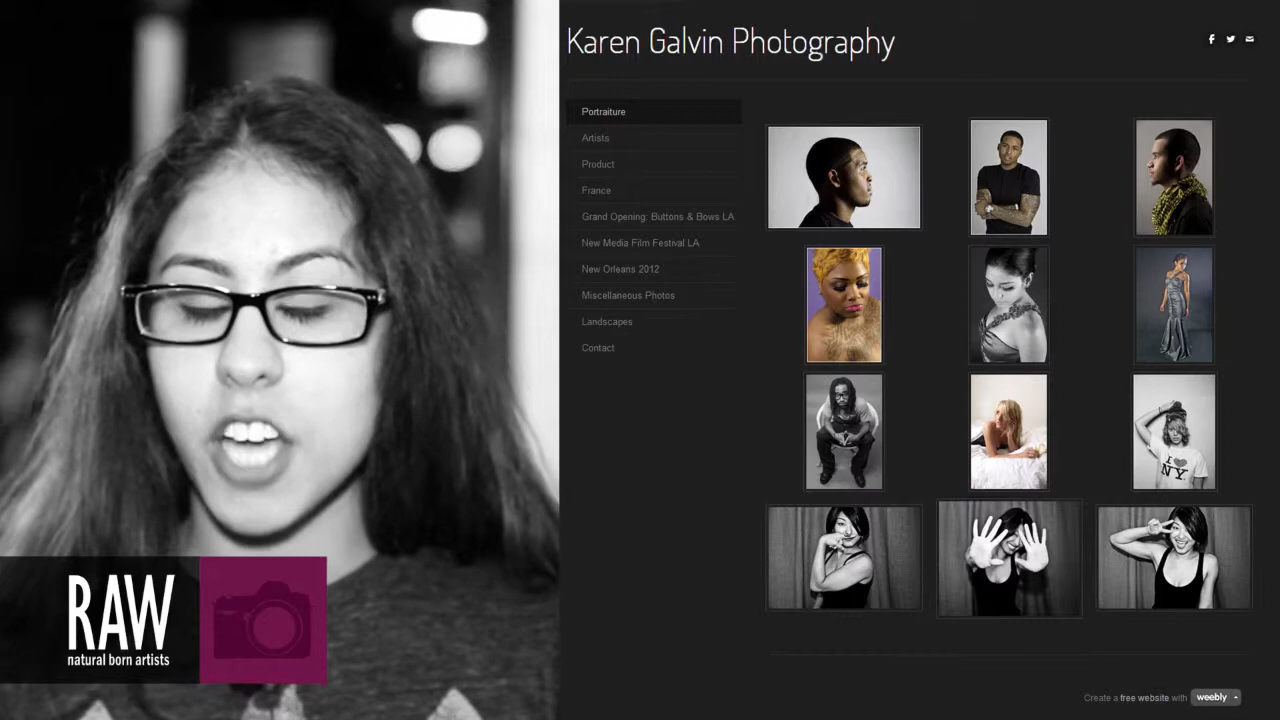 Karen Galvin Photography
Portraiture
Artists
Product
France
Grand Opening: Buttons & Bows LA
New Media Film Festival LA
New Orleans 2012
Miscellaneous Photos
Landscapes
Contact
I NY.
RAW
natural born artists
Create a free website with weebly